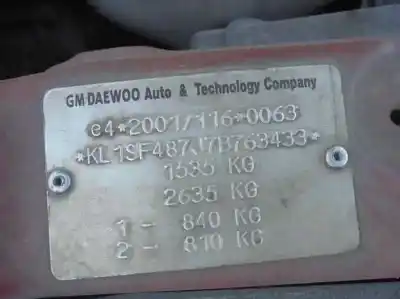 GM DAEWOO Auto & Technology Company
e4*2001/116*0063
*KL1SF487J7B763433*
1535 KG
2635 KG
1 - 840 KG
2 - 810 KG